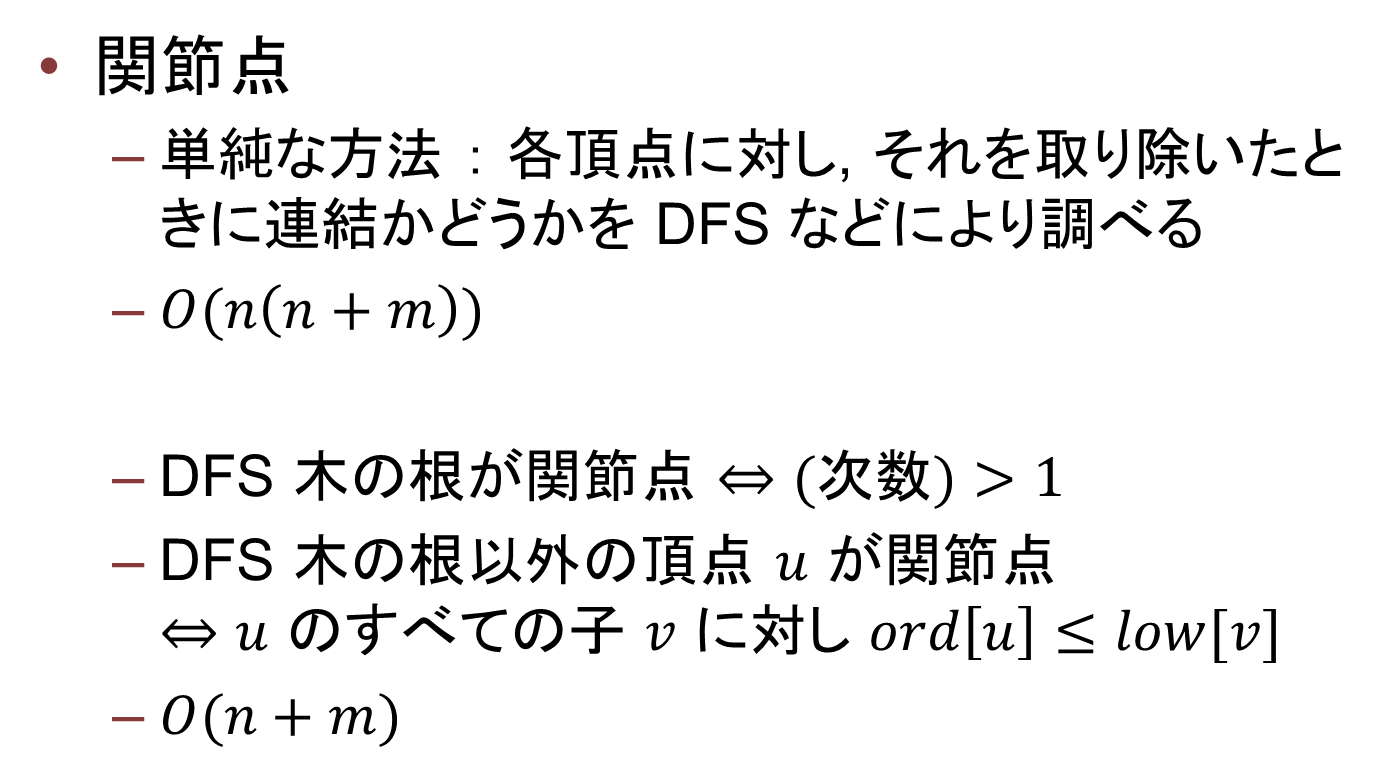 • 関節点
– 単純な方法 : 各頂点に対し, それを取り除いたと
きに連結かどうかを DFS などにより調べる
– 𝑂(𝑛(𝑛 + 𝑚))
– DFS 木の根が関節点 ⇔ (次数) > 1
– DFS 木の根以外の頂点 𝑢 が関節点
⇔ 𝑢 のすべての子 𝑣 に対し 𝑜𝑟𝑑[𝑢] ≤ 𝑙𝑜𝑤[𝑣]
– 𝑂(𝑛 + 𝑚)